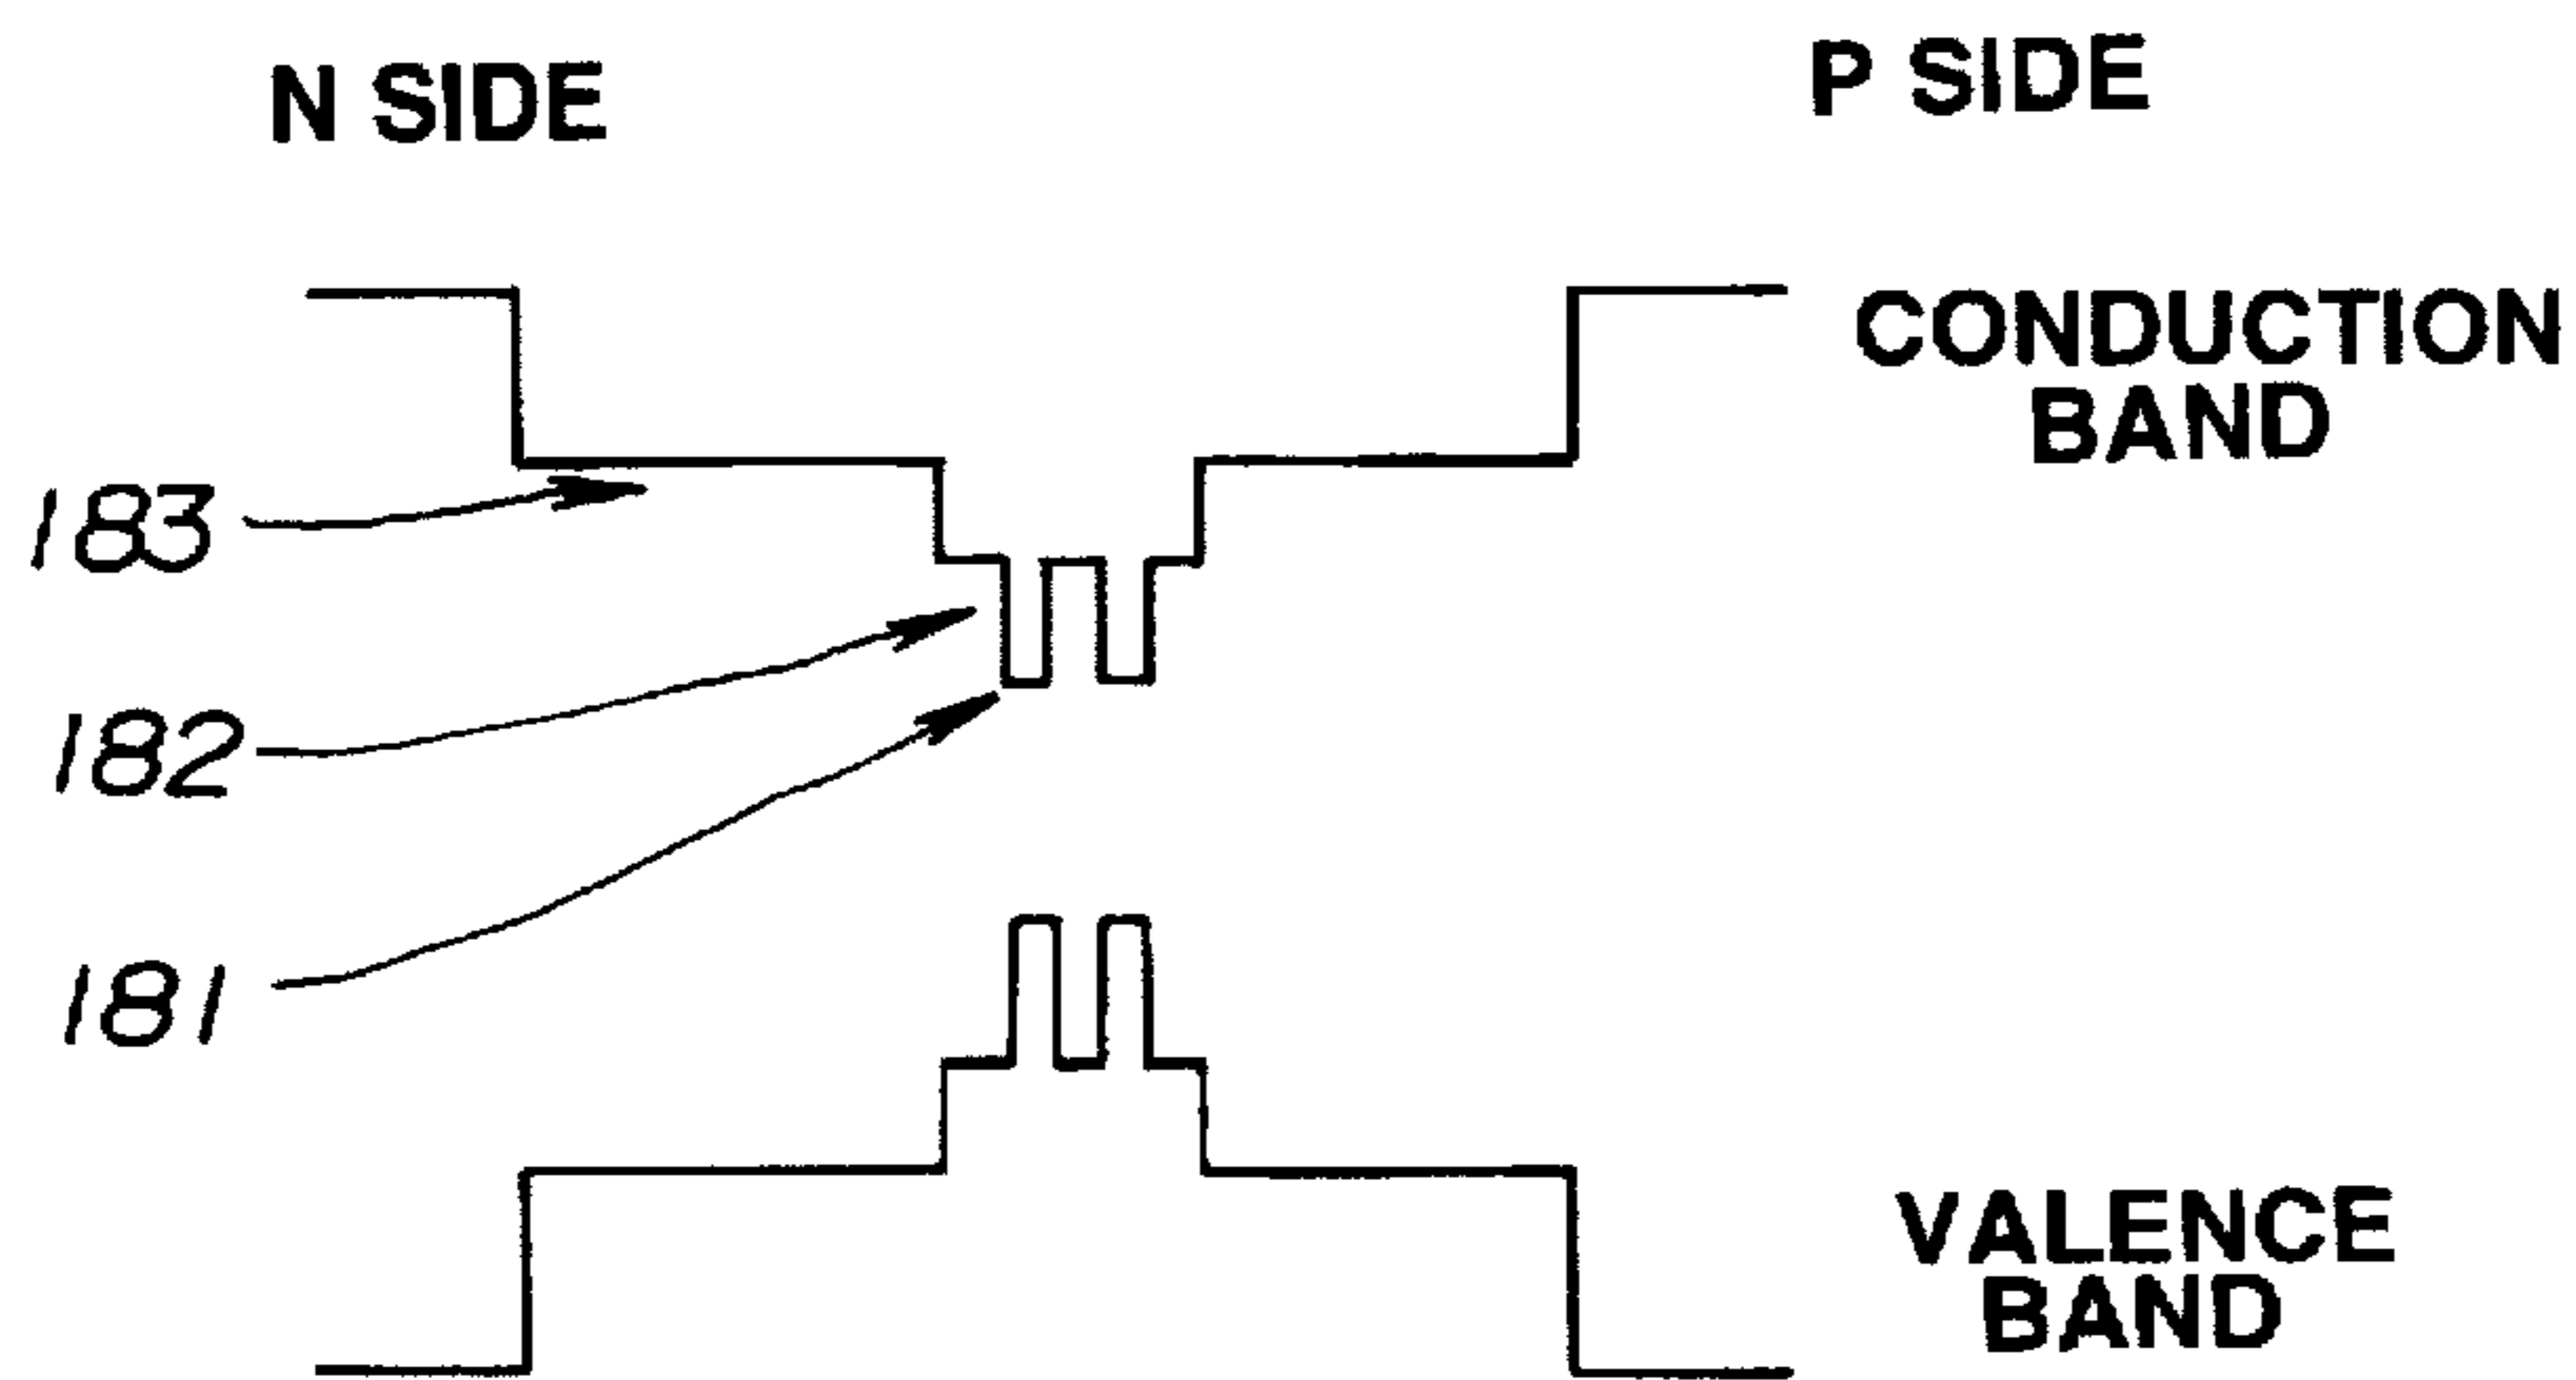 N SIDE
P SIDE
CONDUCTION
BAND
183
182
181
VALENCE
BAND